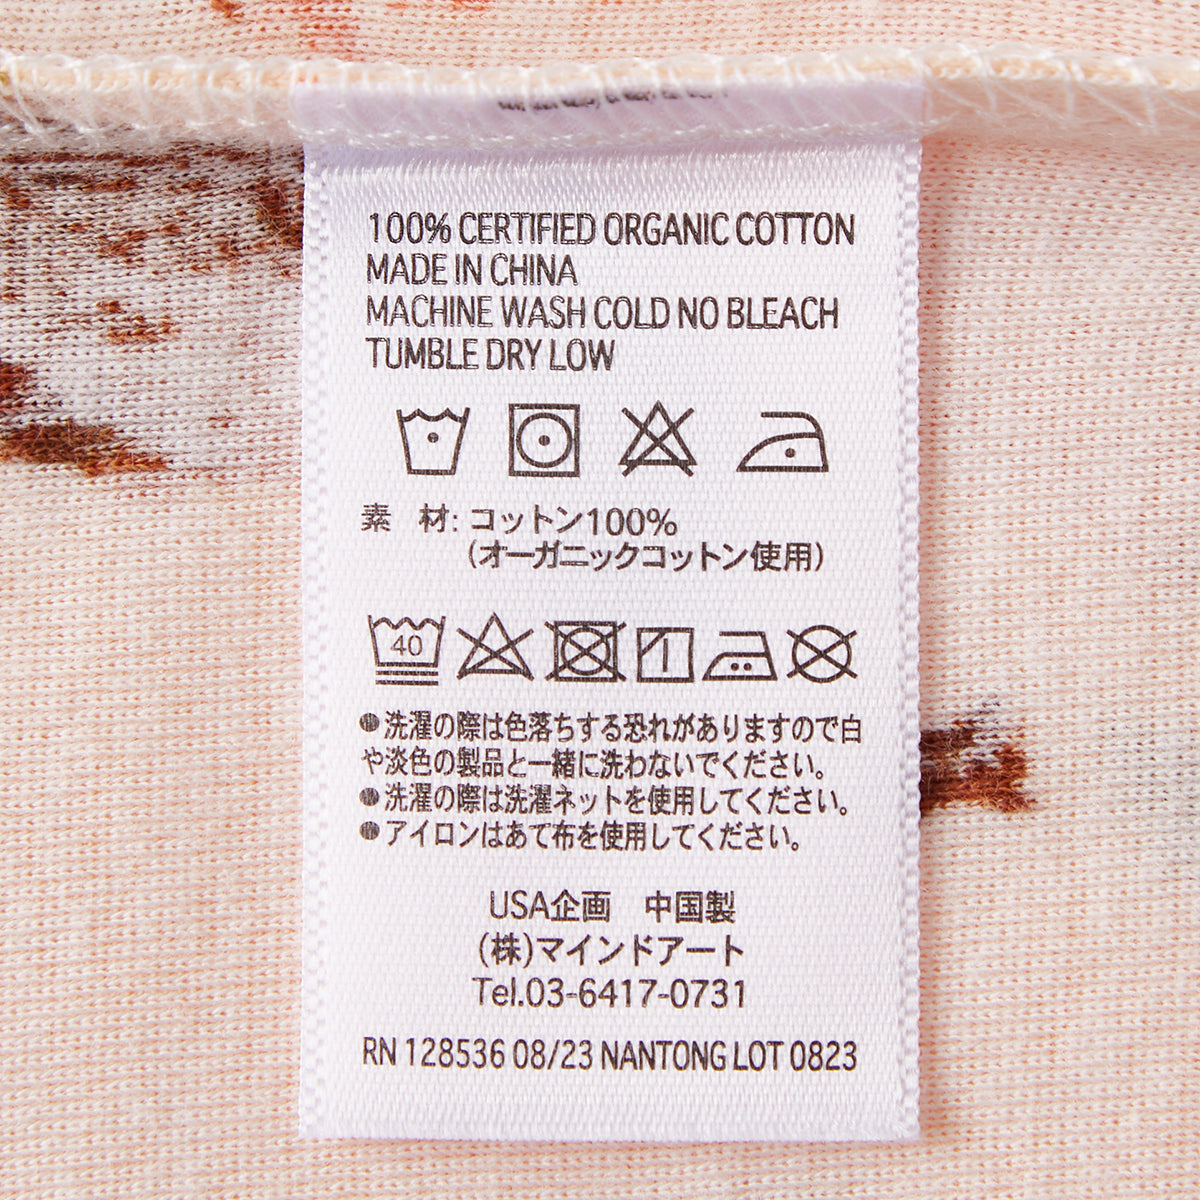 100% CERTIFIED ORGANIC COTTON
MADE IN CHINA
MACHINE WASH COLD NO BLEACH
TUMBLE DRY LOW
素 材: コットン100%
(オーガニックコットン使用)
40
●洗濯の際は色落ちする恐れがありますので白
や淡色の製品と一緒に洗わないでください。
●洗濯の際は洗濯ネットを使用してください。
●アイロンはあて布を使用してください。
USA企画 中国製
(株)マインドアート
Tel.03-6417-0731
RN 128536 08/23 NANTONG LOT 0823